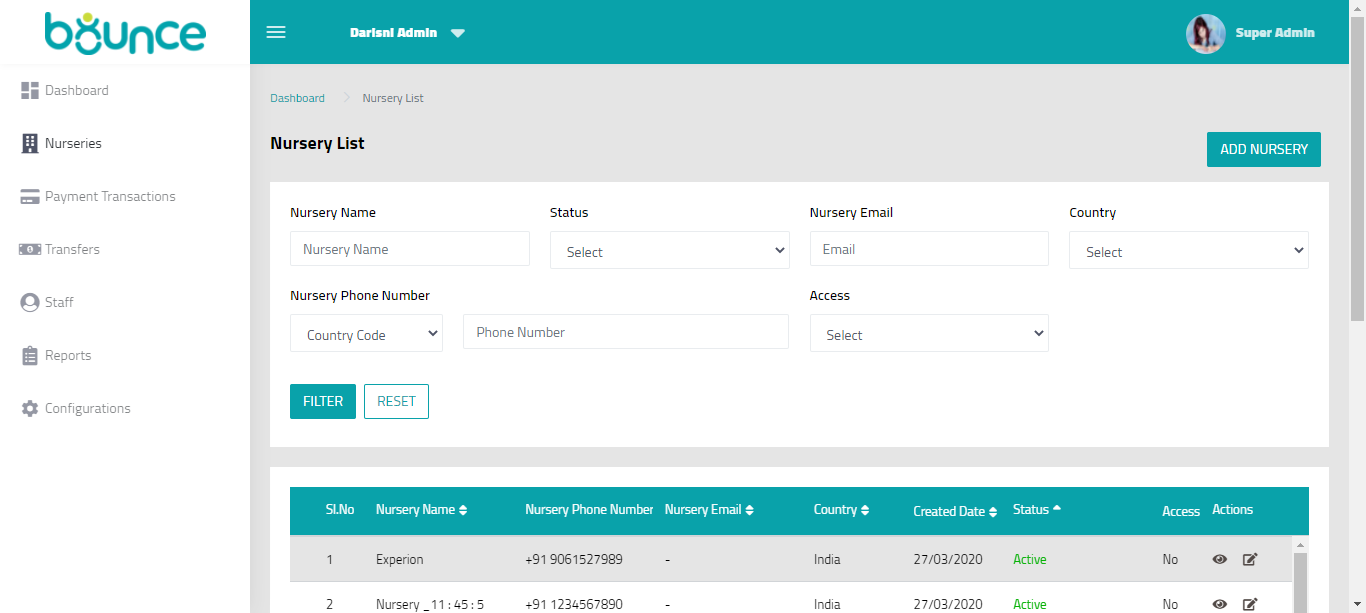 bounce
Darisni Admin
Super Admin
Dashboard
Nurseries
Payment Transactions
Transfers
Staff
Reports
Configurations
Dashboard Nursery List
Nursery List
ADD NURSERY
Nursery Name Status Nursery Email Country
Nursery Name Select Email Select
Nursery Phone Number Access
Country Code Phone Number Select
FILTER RESET
Sl.No Nursery Name Nursery Phone Number Nursery Email Country Created Date Status Access Actions
1 Experion +91 9061527989 - India 27/03/2020 Active No
2 Nursery _ 11 : 45 : 5 +91 1234567890 - India 27/03/2020 Active No